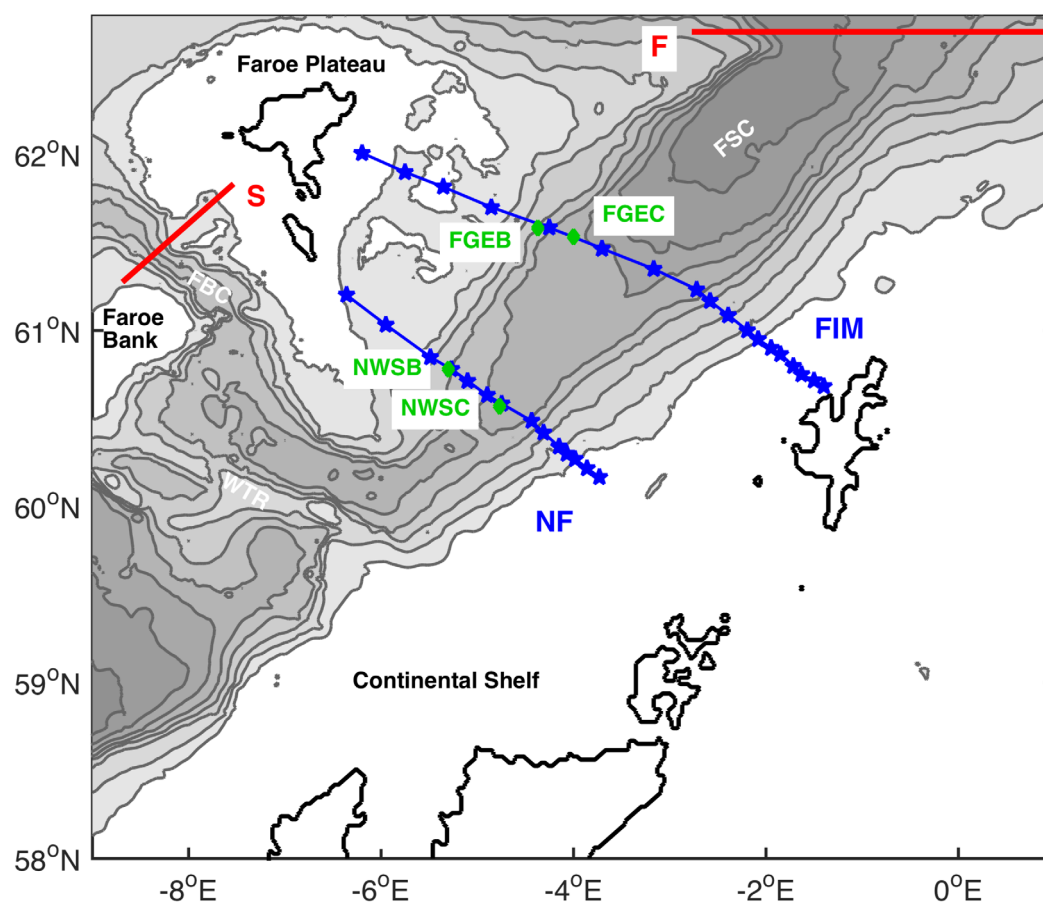 F
Faroe Plateau
FSC
62°N
S
FGEC
FGEB
FBC
61°N
Faroe
Bank
FIM
NWSB
NWSC
WTR
60°N
NF
59°N
Continental Shelf
58°N
-8°E
-6°E
-4°E
-2°E
0°E